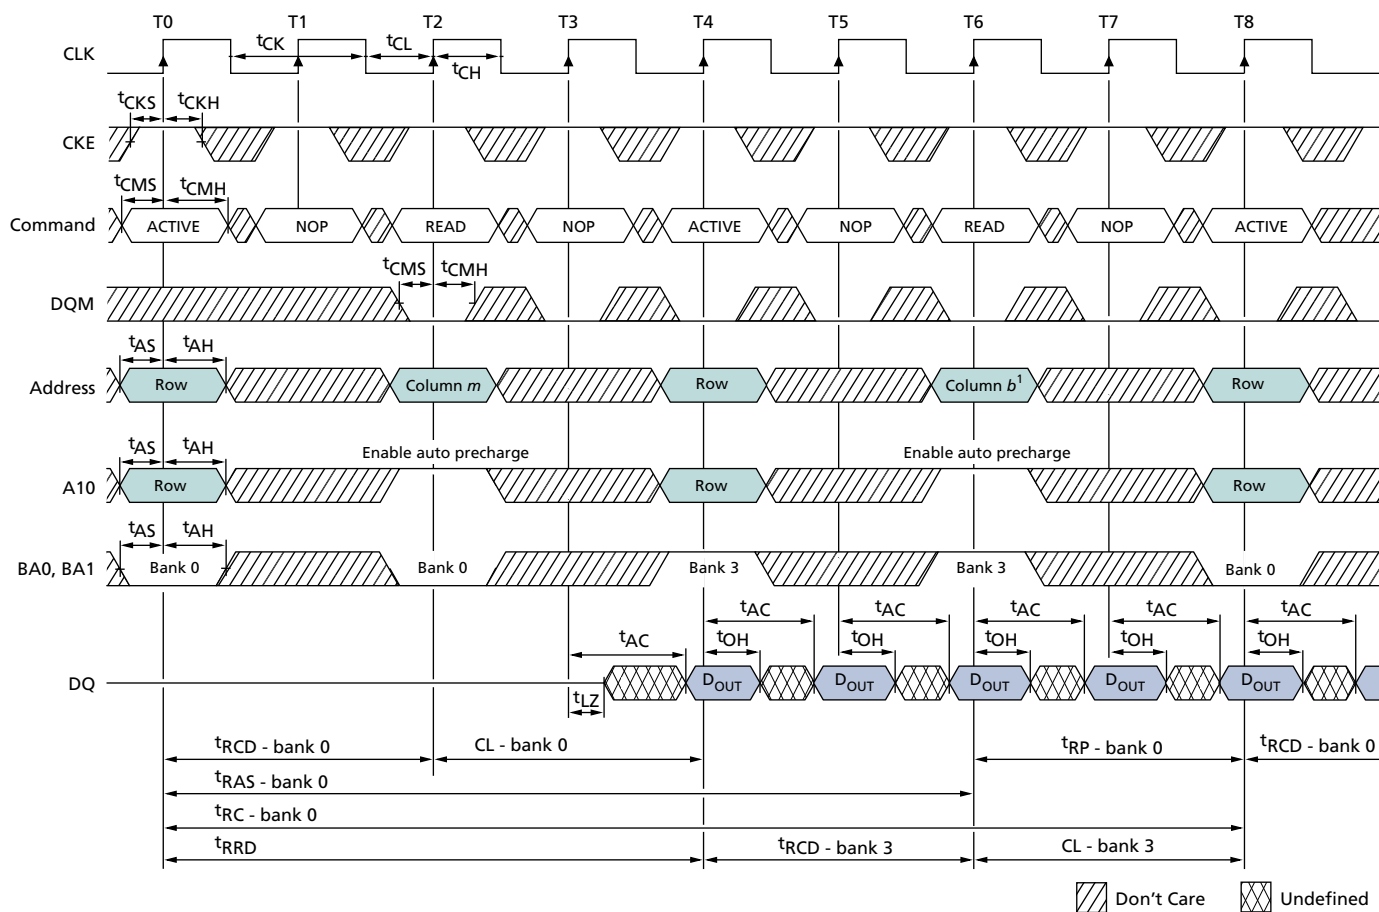 T0 T1 T2 T3 T4 T5 T6 T7 T8
CLK tCK tCL
tCH
tCKS tCKH
CKE
tCMS tCMH
Command ACTIVE NOP READ NOP ACTIVE NOP READ NOP ACTIVE
tCMS tCMH
DQM
tAS tAH
Address Row Column m Row Column b1 Row
tAS tAH Enable auto precharge Enable auto precharge
A10 Row Row Row
tAS tAH
BA0, BA1 Bank 0 Bank 0 Bank 3 Bank 3 Bank 0
tAC tAC tAC tAC tAC
tAC tOH tOH tOH tOH tOH
DQ DOUT DOUT DOUT DOUT DOUT
tLZ
tRCD - bank 0 CL - bank 0 tRP - bank 0 tRCD - bank 0
tRAS - bank 0
tRC - bank 0
tRRD tRCD - bank 3 CL - bank 3
Don't Care Undefined